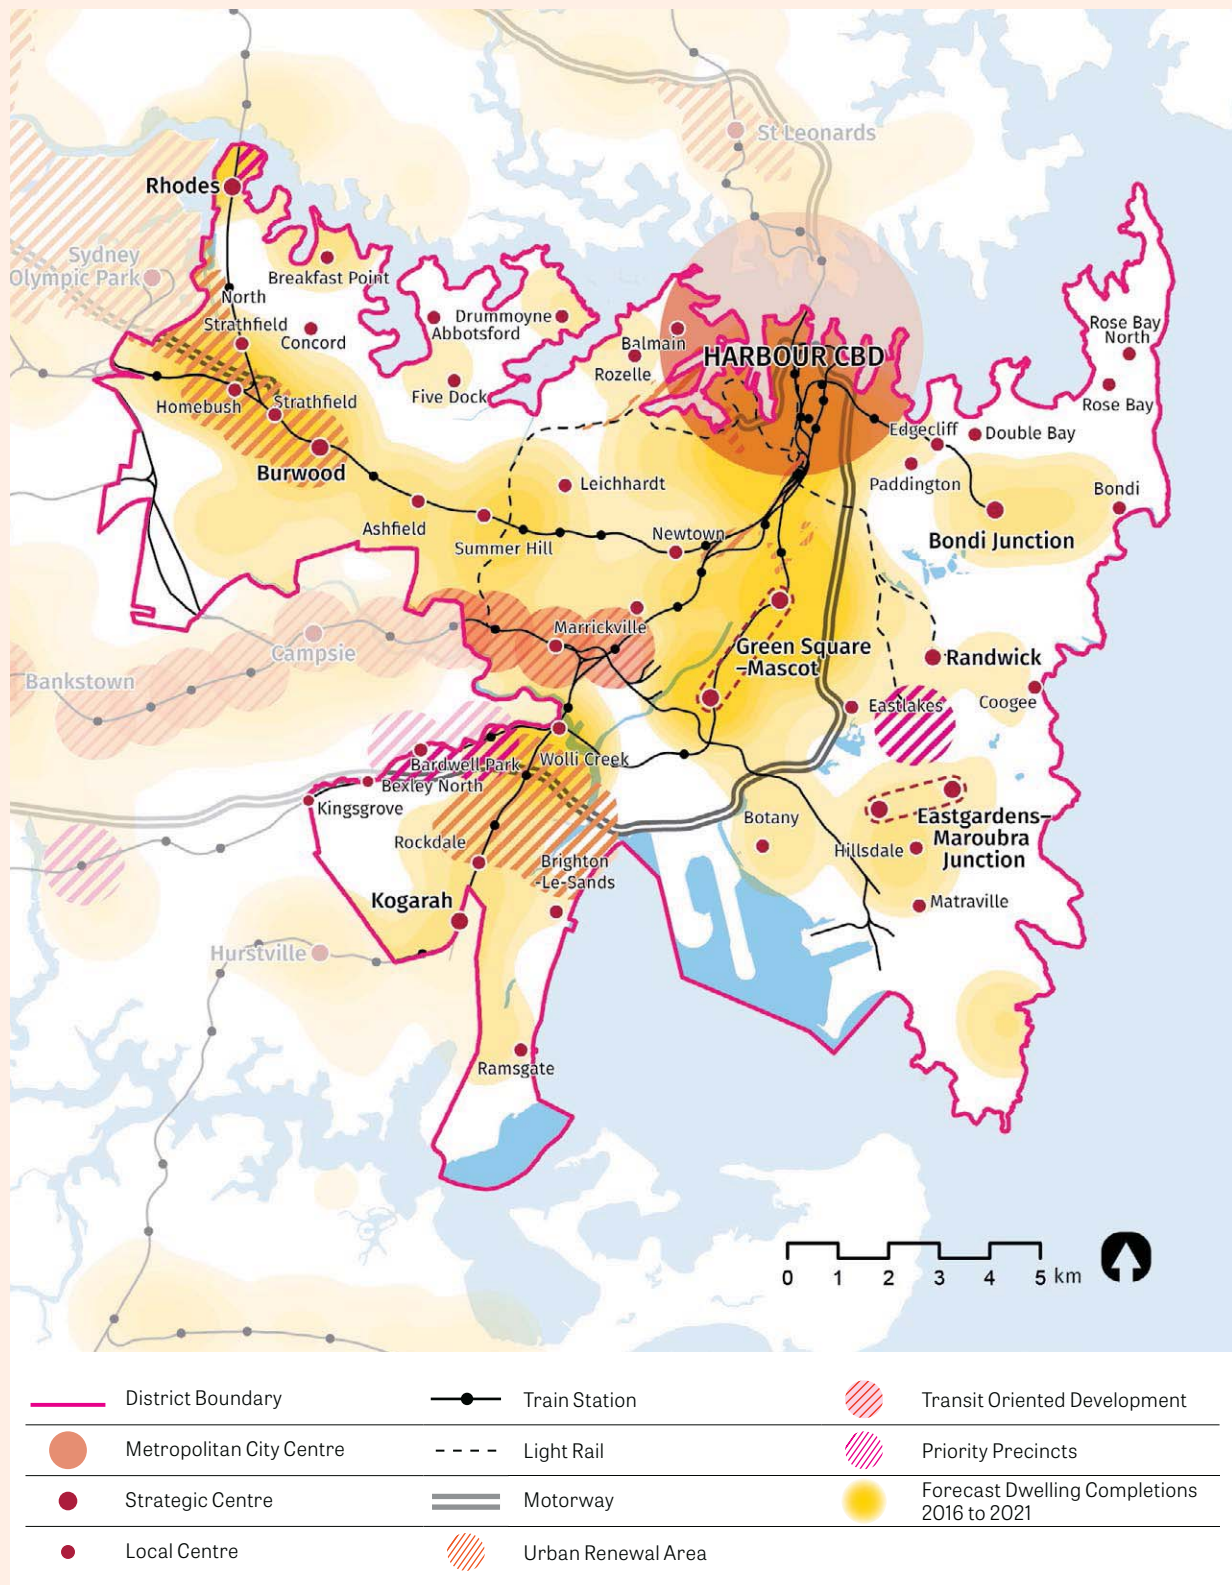 St Leonards
Rhodes
Sydney
Olympic Park
Breakfast Point
North
Strathfield
Concord
Drummoyne
Abbotsford
Balmain
HARBOUR CBD
Rozelle
Rose Bay
North
Rose Bay
Homebush
Strathfield
Five Dock
Burwood
Edgecliff
Double Bay
Leichhardt
Paddington
Bondi
Ashfield
Summer Hill
Newtown
Bondi Junction
Marrickville
Campsie
Green Square
–Mascot
Randwick
Bankstown
Coogee
Eastlakes
Bardwell Park
Wolli Creek
Bexley North
Kingsgrove
Botany
Eastgardens–
Maroubra
Junction
Rockdale
Brighton
-Le-Sands
Hillsdale
Kogarah
Matraville
Hurstville
Ramsgate
0 1 2 3 4 5 km
District Boundary
Train Station
Transit Oriented Development
Metropolitan City Centre
Light Rail
Priority Precincts
Strategic Centre
Motorway
Forecast Dwelling Completions
2016 to 2021
Local Centre
Urban Renewal Area